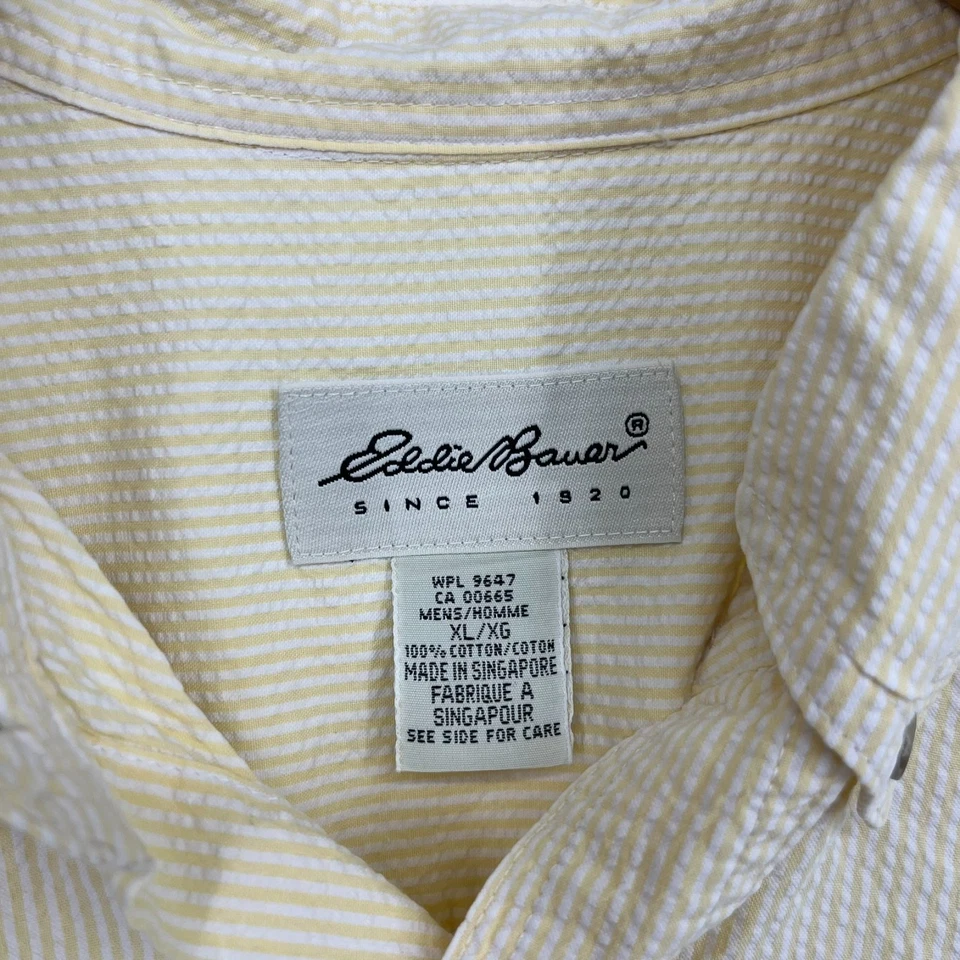 Eddie Bauer®
SINCE 1920
WPL 9647
CA 00665
MENS/HOMME
XL/XG
100% COTTON/COTON
MADE IN SINGAPORE
FABRIQUE A
SINGAPOUR
SEE SIDE FOR CARE